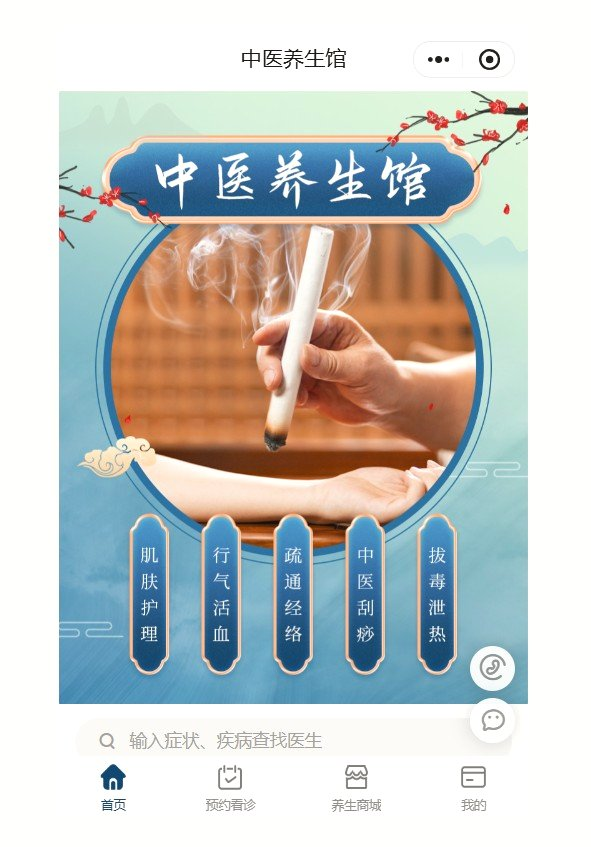 中医养生馆
中医养生馆
肌肤护理
行气活血
疏通经络
中医刮痧
拔毒泄热
输入症状、疾病查找医生
首页
预约看诊
养生商城
我的